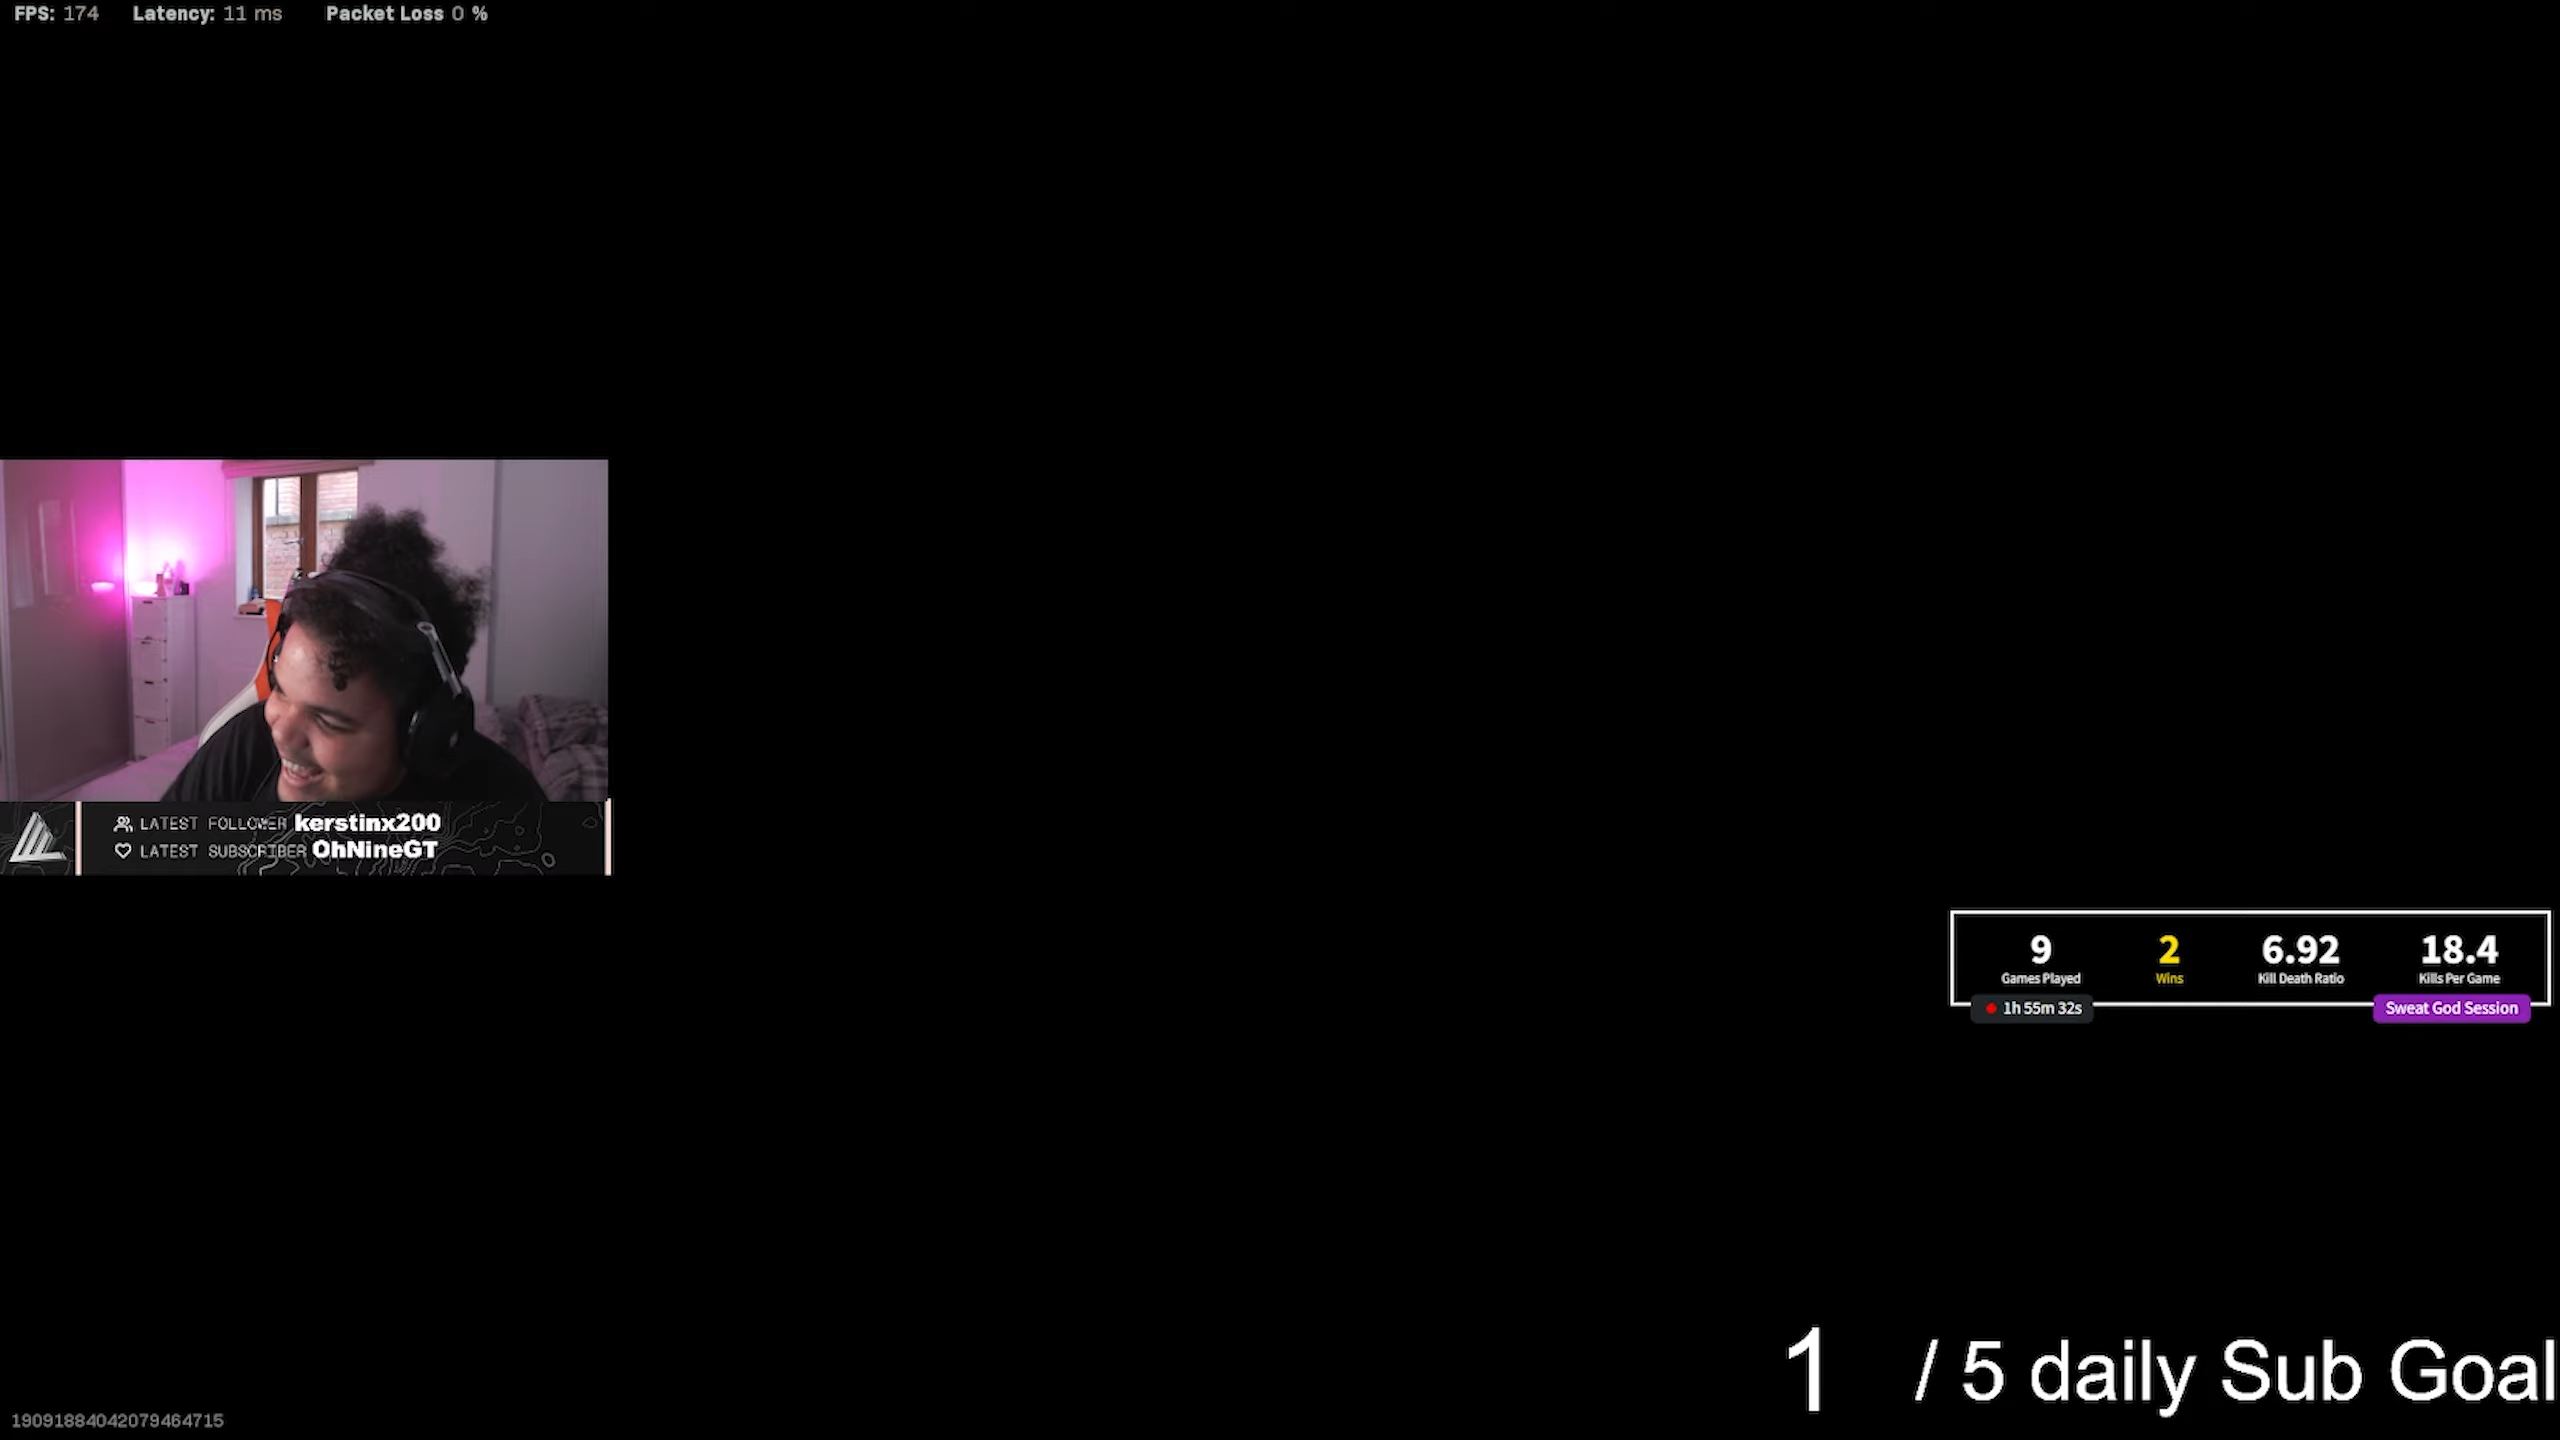 FPS: 174 Latency: 11 ms Packet Loss 0 %
LATEST FOLLOWER kerstinx200
LATEST SUBSCRIBER OhNineGT
9 2 6.92 18.4
Games Played Wins Kill Death Ratio Kills Per Game
1h 55m 32s Sweat God Session
1 / 5 daily Sub Goal
19091884042079464715